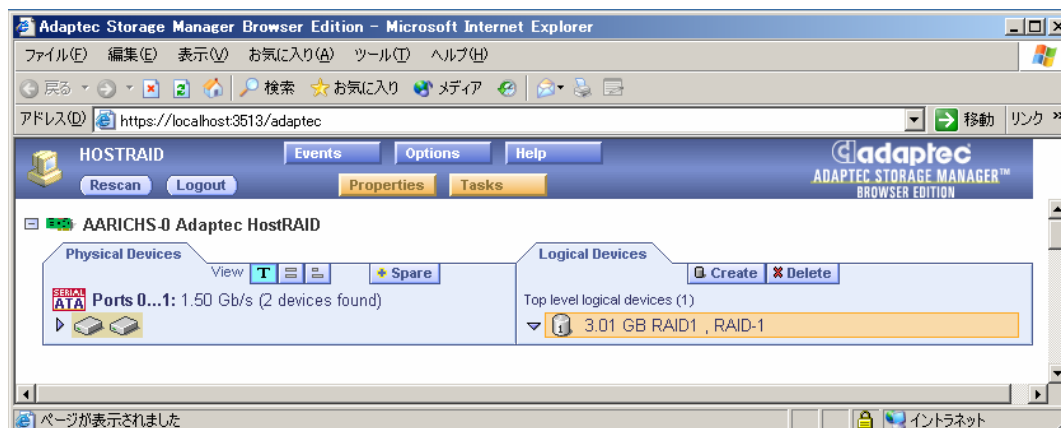 Adaptec Storage Manager Browser Edition - Microsoft Internet Explorer
ファイル(F) 編集(E) 表示(V) お気に入り(A) ツール(T) ヘルプ(H)
戻る 検索 お気に入り メディア
アドレス(D) https://localhost:3513/adaptec 移動 リンク »
HOSTRAID Events Options Help adaptec
ADAPTEC STORAGE MANAGER™
BROWSER EDITION
Rescan Logout Properties Tasks
AARICHS-0 Adaptec HostRAID
Physical Devices
View T + Spare
SERIAL ATA Ports 0...1: 1.50 Gb/s (2 devices found)
Logical Devices
Create Delete
Top level logical devices (1)
1 3.01 GB RAID1 , RAID-1
ページが表示されました イントラネット